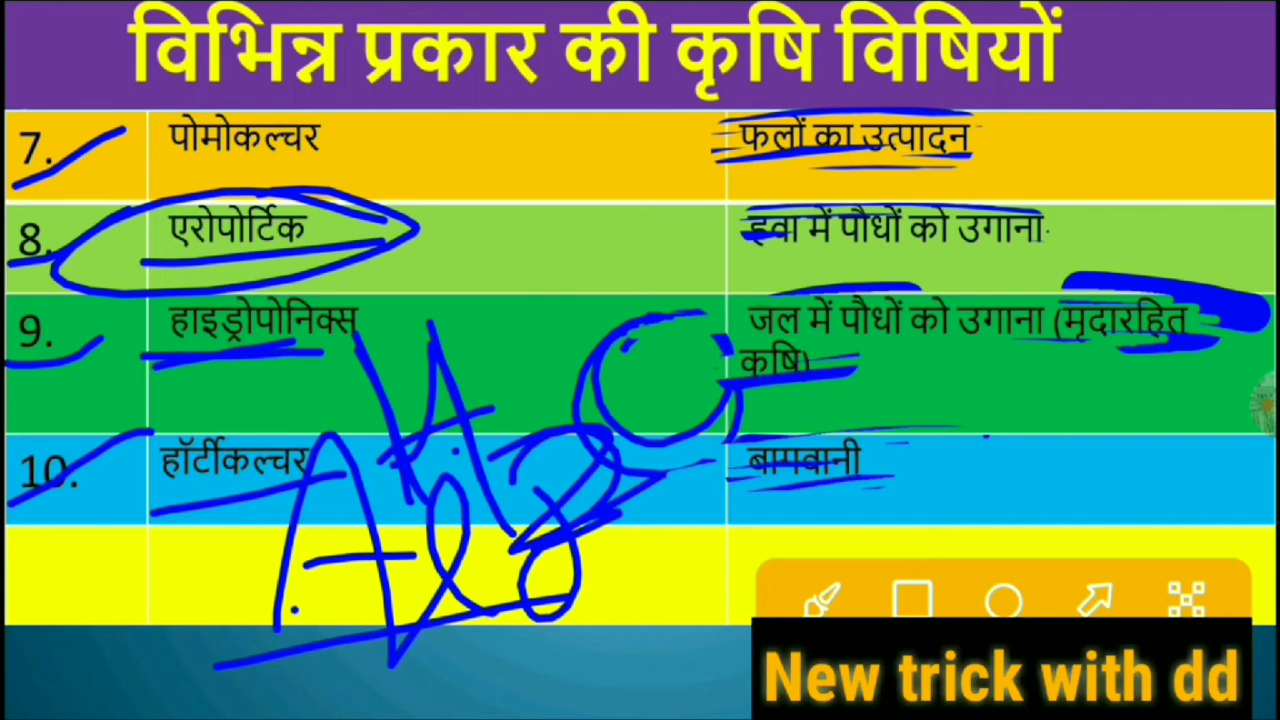 विभिन्न प्रकार की कृषि विषियों
7. पोमोकल्चर फलों का उत्पादन
8. एरोपोर्टिक हवा में पौधों को उगाना
9. हाइड्रोपोनिक्स जल में पौधों को उगाना (मृदारहित
कृषि)
10. हॉर्टीकल्चर बागवानी
H2O
New trick with dd